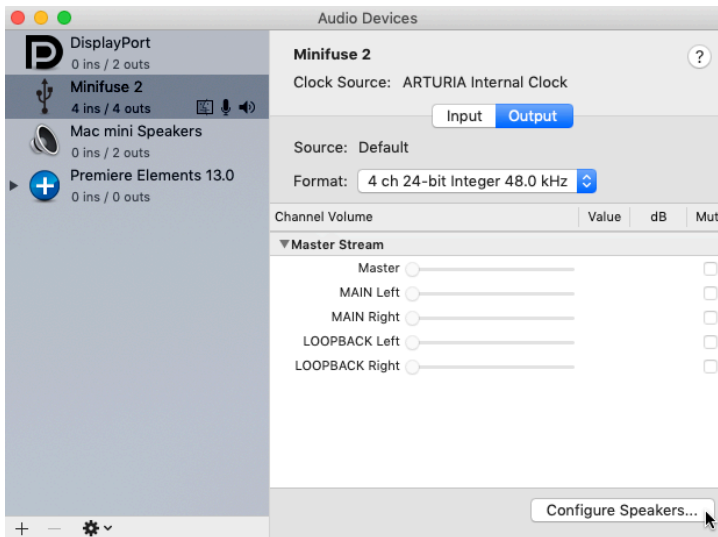 Audio Devices
DisplayPort
0 ins / 2 outs
Minifuse 2
4 ins / 4 outs
Mac mini Speakers
0 ins / 2 outs
Premiere Elements 13.0
0 ins / 0 outs
Minifuse 2
?
Clock Source: ARTURIA Internal Clock
Input Output
Source: Default
Format: 4 ch 24-bit Integer 48.0 kHz
Channel Volume Value dB Mut
Master Stream
Master
MAIN Left
MAIN Right
LOOPBACK Left
LOOPBACK Right
Configure Speakers...